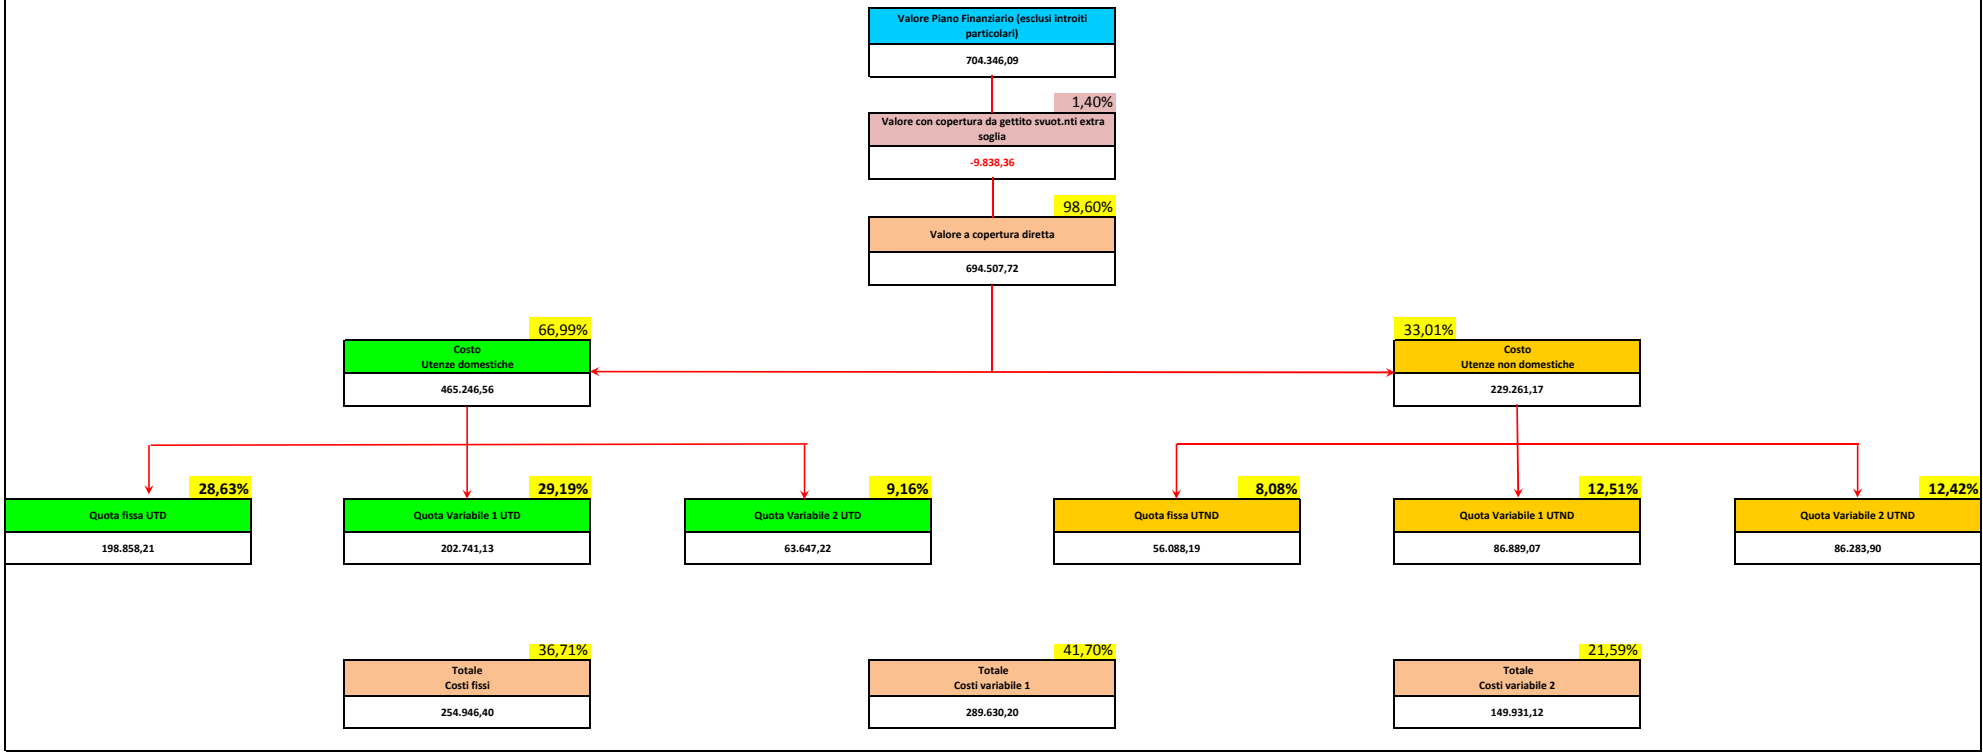 Valore Piano Finanziario (esclusi introiti
particolari)
704.346,09
1,40%
Valore con copertura da gettito svuot.nti extra
soglia
-9.838,36
98,60%
Valore a copertura diretta
694.507,72
66,99%
33,01%
Costo
Utenze domestiche
465.246,56
Costo
Utenze non domestiche
229.261,17
28,63%
29,19%
9,16%
8,08%
12,51%
12,42%
Quota fissa UTD
Quota Variabile 1 UTD
Quota Variabile 2 UTD
Quota fissa UTND
Quota Variabile 1 UTND
Quota Variabile 2 UTND
198.858,21
202.741,13
63.647,22
56.088,19
86.889,07
86.283,90
36,71%
41,70%
21,59%
Totale
Costi fissi
254.946,40
Totale
Costi variabile 1
289.630,20
Totale
Costi variabile 2
149.931,12